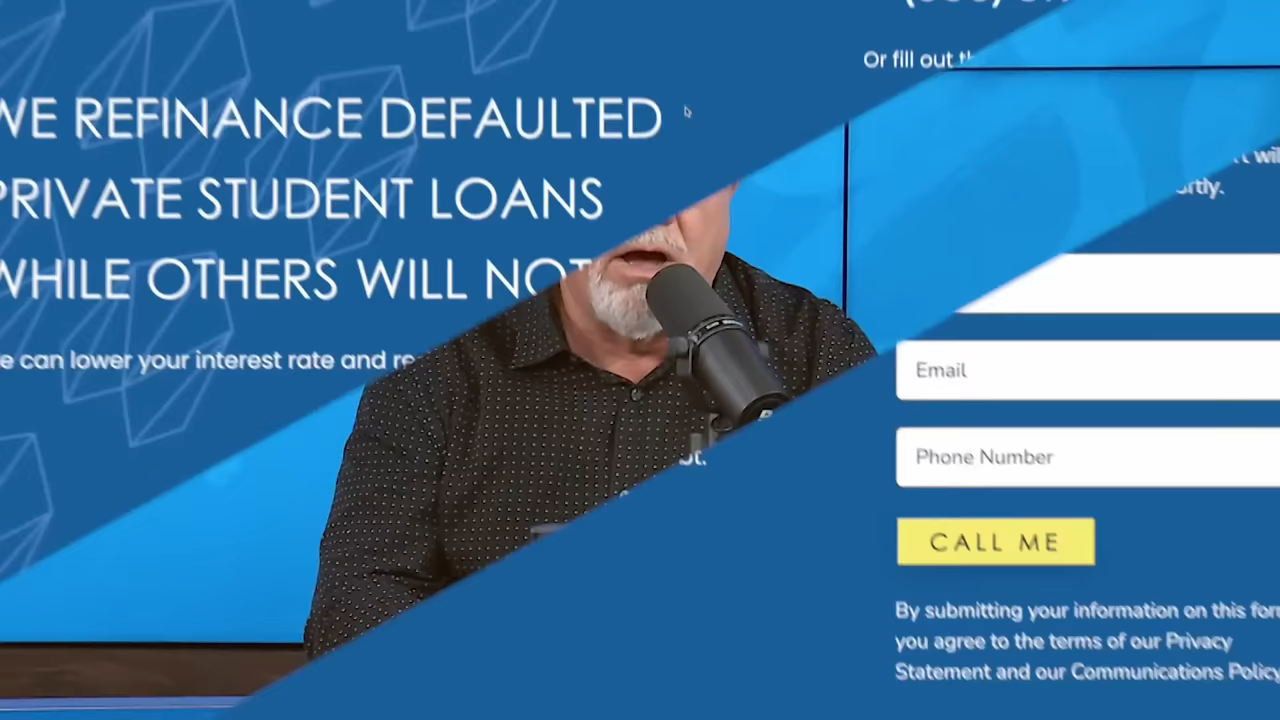 WE REFINANCE DEFAULTED
PRIVATE STUDENT LOANS
WHILE OTHERS WILL NOT
can lower your interest rate and
Or fill out
Email
Phone Number
CALL ME
By submitting your information on this form
you agree to the terms of our Privacy
Statement and our Communications Policy